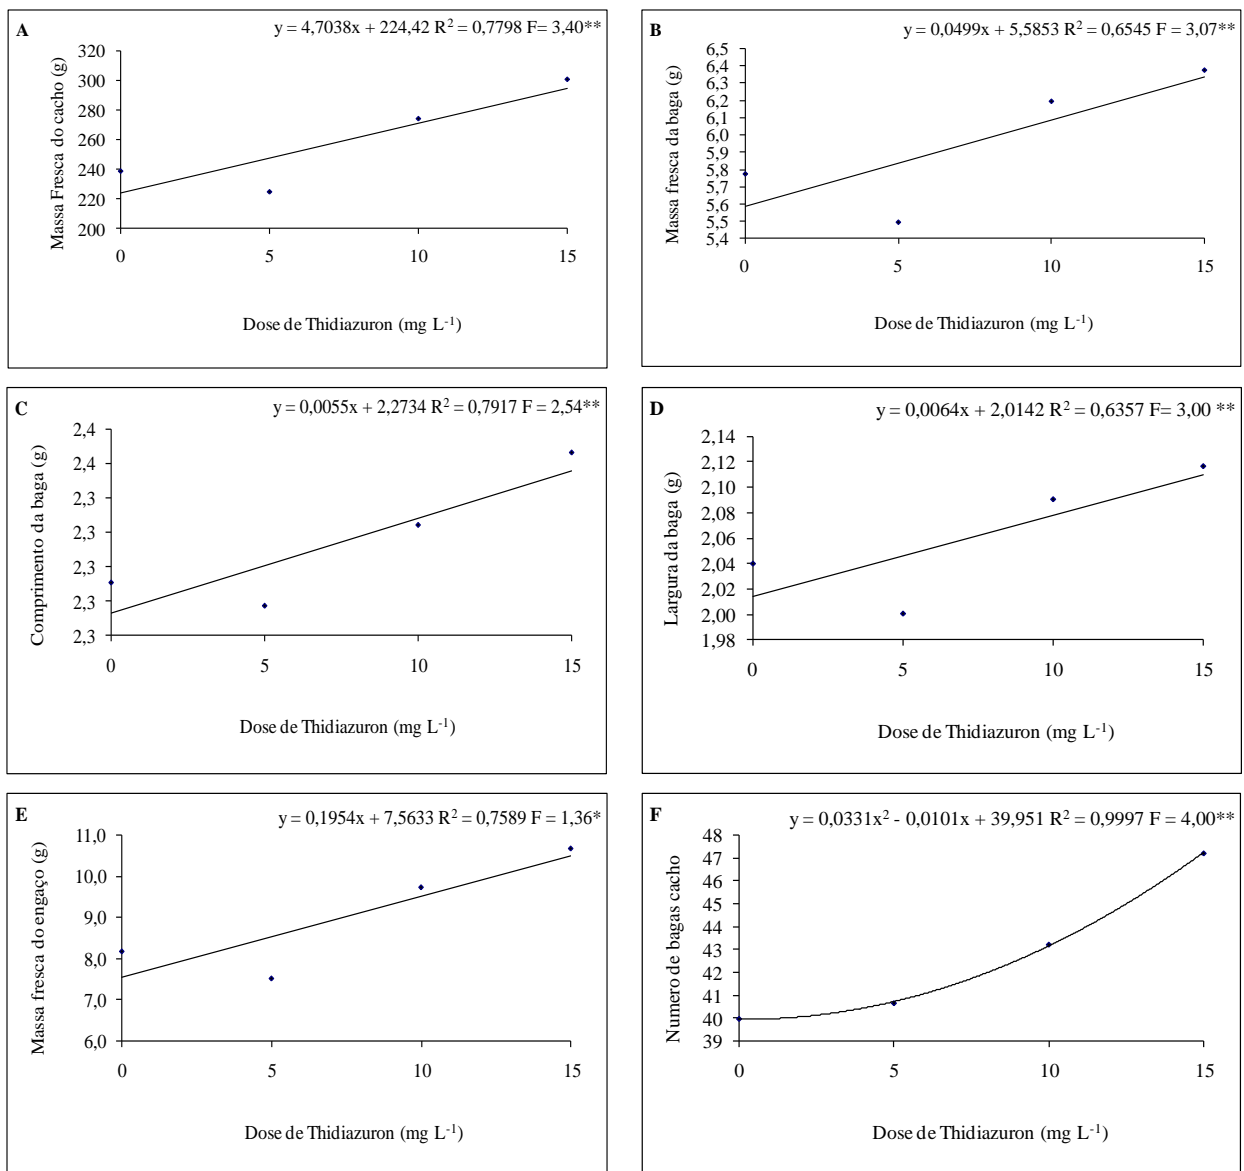 A
y = 4,7038x + 224,42 R² = 0,7798 F= 3,40**
Massa Fresca do cacho (g)
320
300
280
260
240
220
200
0 5 10 15
Dose de Thidiazuron (mg L⁻¹)
B
y = 0,0499x + 5,5853 R² = 0,6545 F = 3,07**
Massa fresca da baga (g)
6,5
6,4
6,3
6,2
6,1
6,0
5,9
5,8
5,7
5,6
5,5
5,4
0 5 10 15
Dose de Thidiazuron (mg L⁻¹)
C
y = 0,0055x + 2,2734 R² = 0,7917 F = 2,54**
Comprimento da baga (g)
2,4
2,4
2,3
2,3
2,3
2,3
2,3
0 5 10 15
Dose de Thidiazuron (mg L⁻¹)
D
y = 0,0064x + 2,0142 R² = 0,6357 F= 3,00 **
Largura da baga (g)
2,14
2,12
2,10
2,08
2,06
2,04
2,02
2,00
1,98
0 5 10 15
Dose de Thidiazuron (mg L⁻¹)
E
y = 0,1954x + 7,5633 R² = 0,7589 F = 1,36*
Massa fresca do engaço (g)
11,0
10,0
9,0
8,0
7,0
6,0
0 5 10 15
Dose de Thidiazuron (mg L⁻¹)
F
y = 0,0331x² - 0,0101x + 39,951 R² = 0,9997 F = 4,00**
Numero de bagas cacho
48
47
46
45
44
43
42
41
40
39
0 5 10 15
Dose de Thidiazuron (mg L⁻¹)